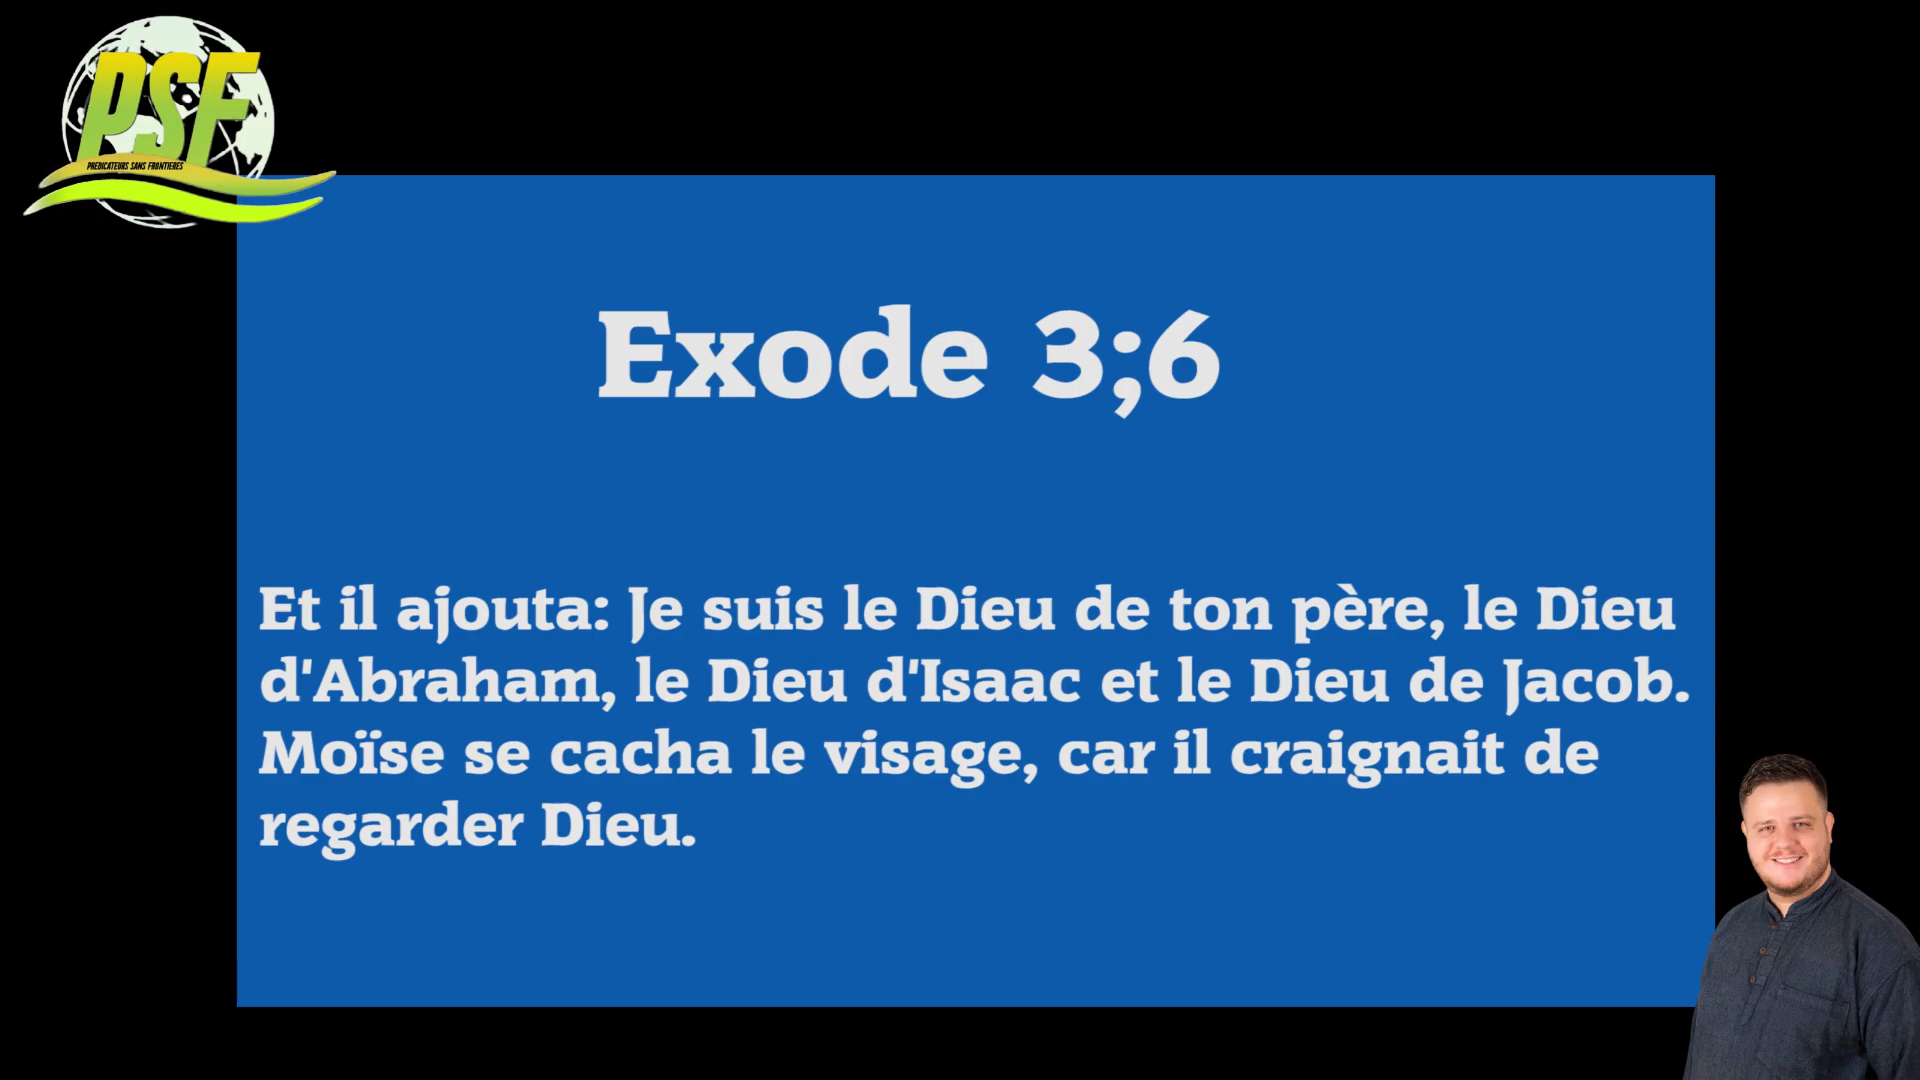 PSF
PREDICATEURS SANS FRONTIERES
Exode 3;6
Et il ajouta: Je suis le Dieu de ton père, le Dieu
d'Abraham, le Dieu d'Isaac et le Dieu de Jacob.
Moïse se cacha le visage, car il craignait de
regarder Dieu.